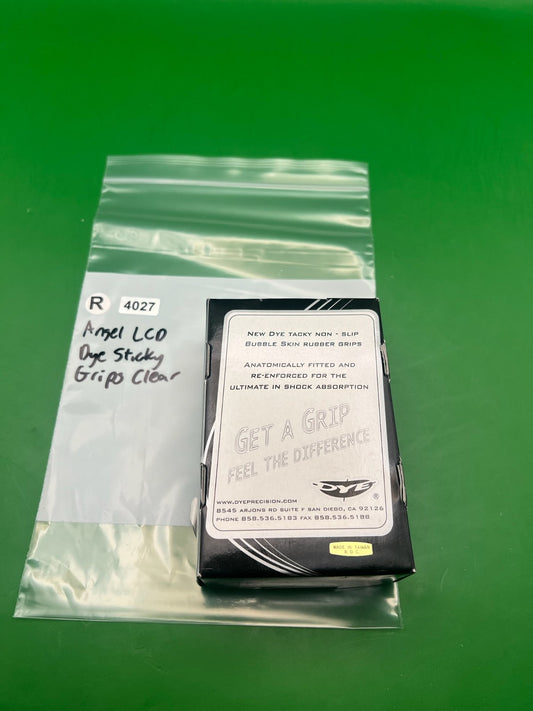 R 4027
Angel LCD
Dye Sticky
Grips Clear
New Dye tacky non - slip
Bubble Skin rubber grips
Anatomically fitted and
re-enforced for the
ultimate in shock absorption
Get a Grip
feel the difference
DYE ®
www.dyeprecision.com
8545 Arjons Rd Suite F San Diego, CA 92126
Phone 858.536.5183 Fax 858.536.5188
MADE IN TAIWAN
R.O.C.